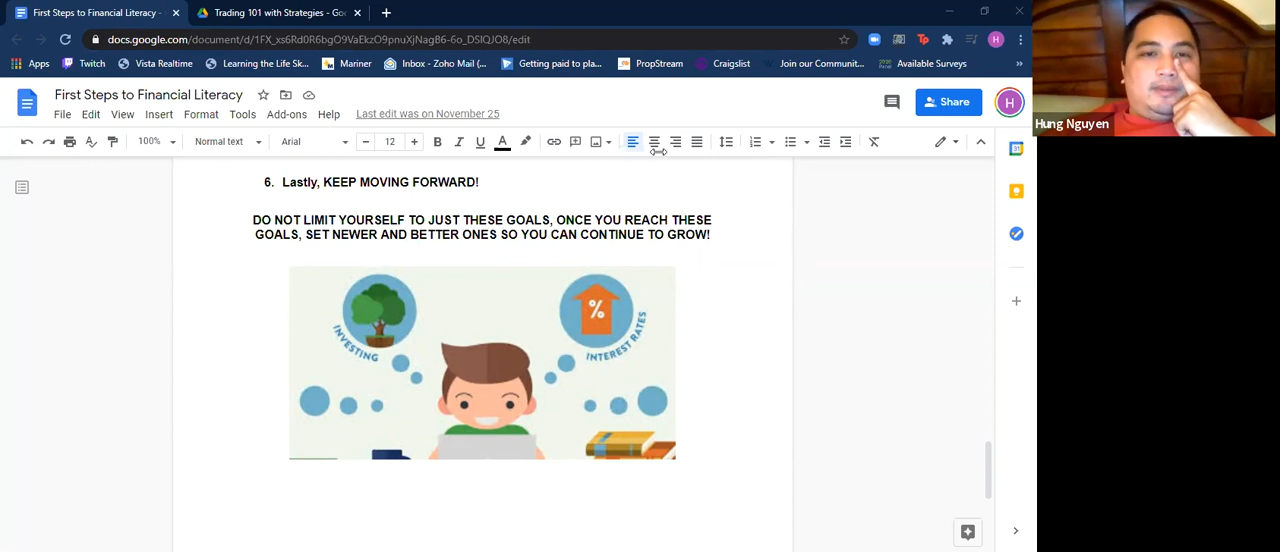 First Steps to Financial Literacy -
Trading 101 with Strategies - Goo
docs.google.com/document/d/1FX_xs6Rd0R6bgO9VaEkzO9pnuXjNagB6-6o_DSlQJO8/edit
Apps Twitch Vista Realtime Learning the Life Sk... Mariner Inbox - Zoho Mail (... Getting paid to pla... PropStream Craigslist Join our Communit... Available Surveys »
First Steps to Financial Literacy
File Edit View Insert Format Tools Add-ons Help Last edit was on November 25
Share
H
100% Normal text Arial 12 B I U A
6. Lastly, KEEP MOVING FORWARD!
DO NOT LIMIT YOURSELF TO JUST THESE GOALS, ONCE YOU REACH THESE
GOALS, SET NEWER AND BETTER ONES SO YOU CAN CONTINUE TO GROW!
%
INVESTING
INTEREST RATES
Hung Nguyen